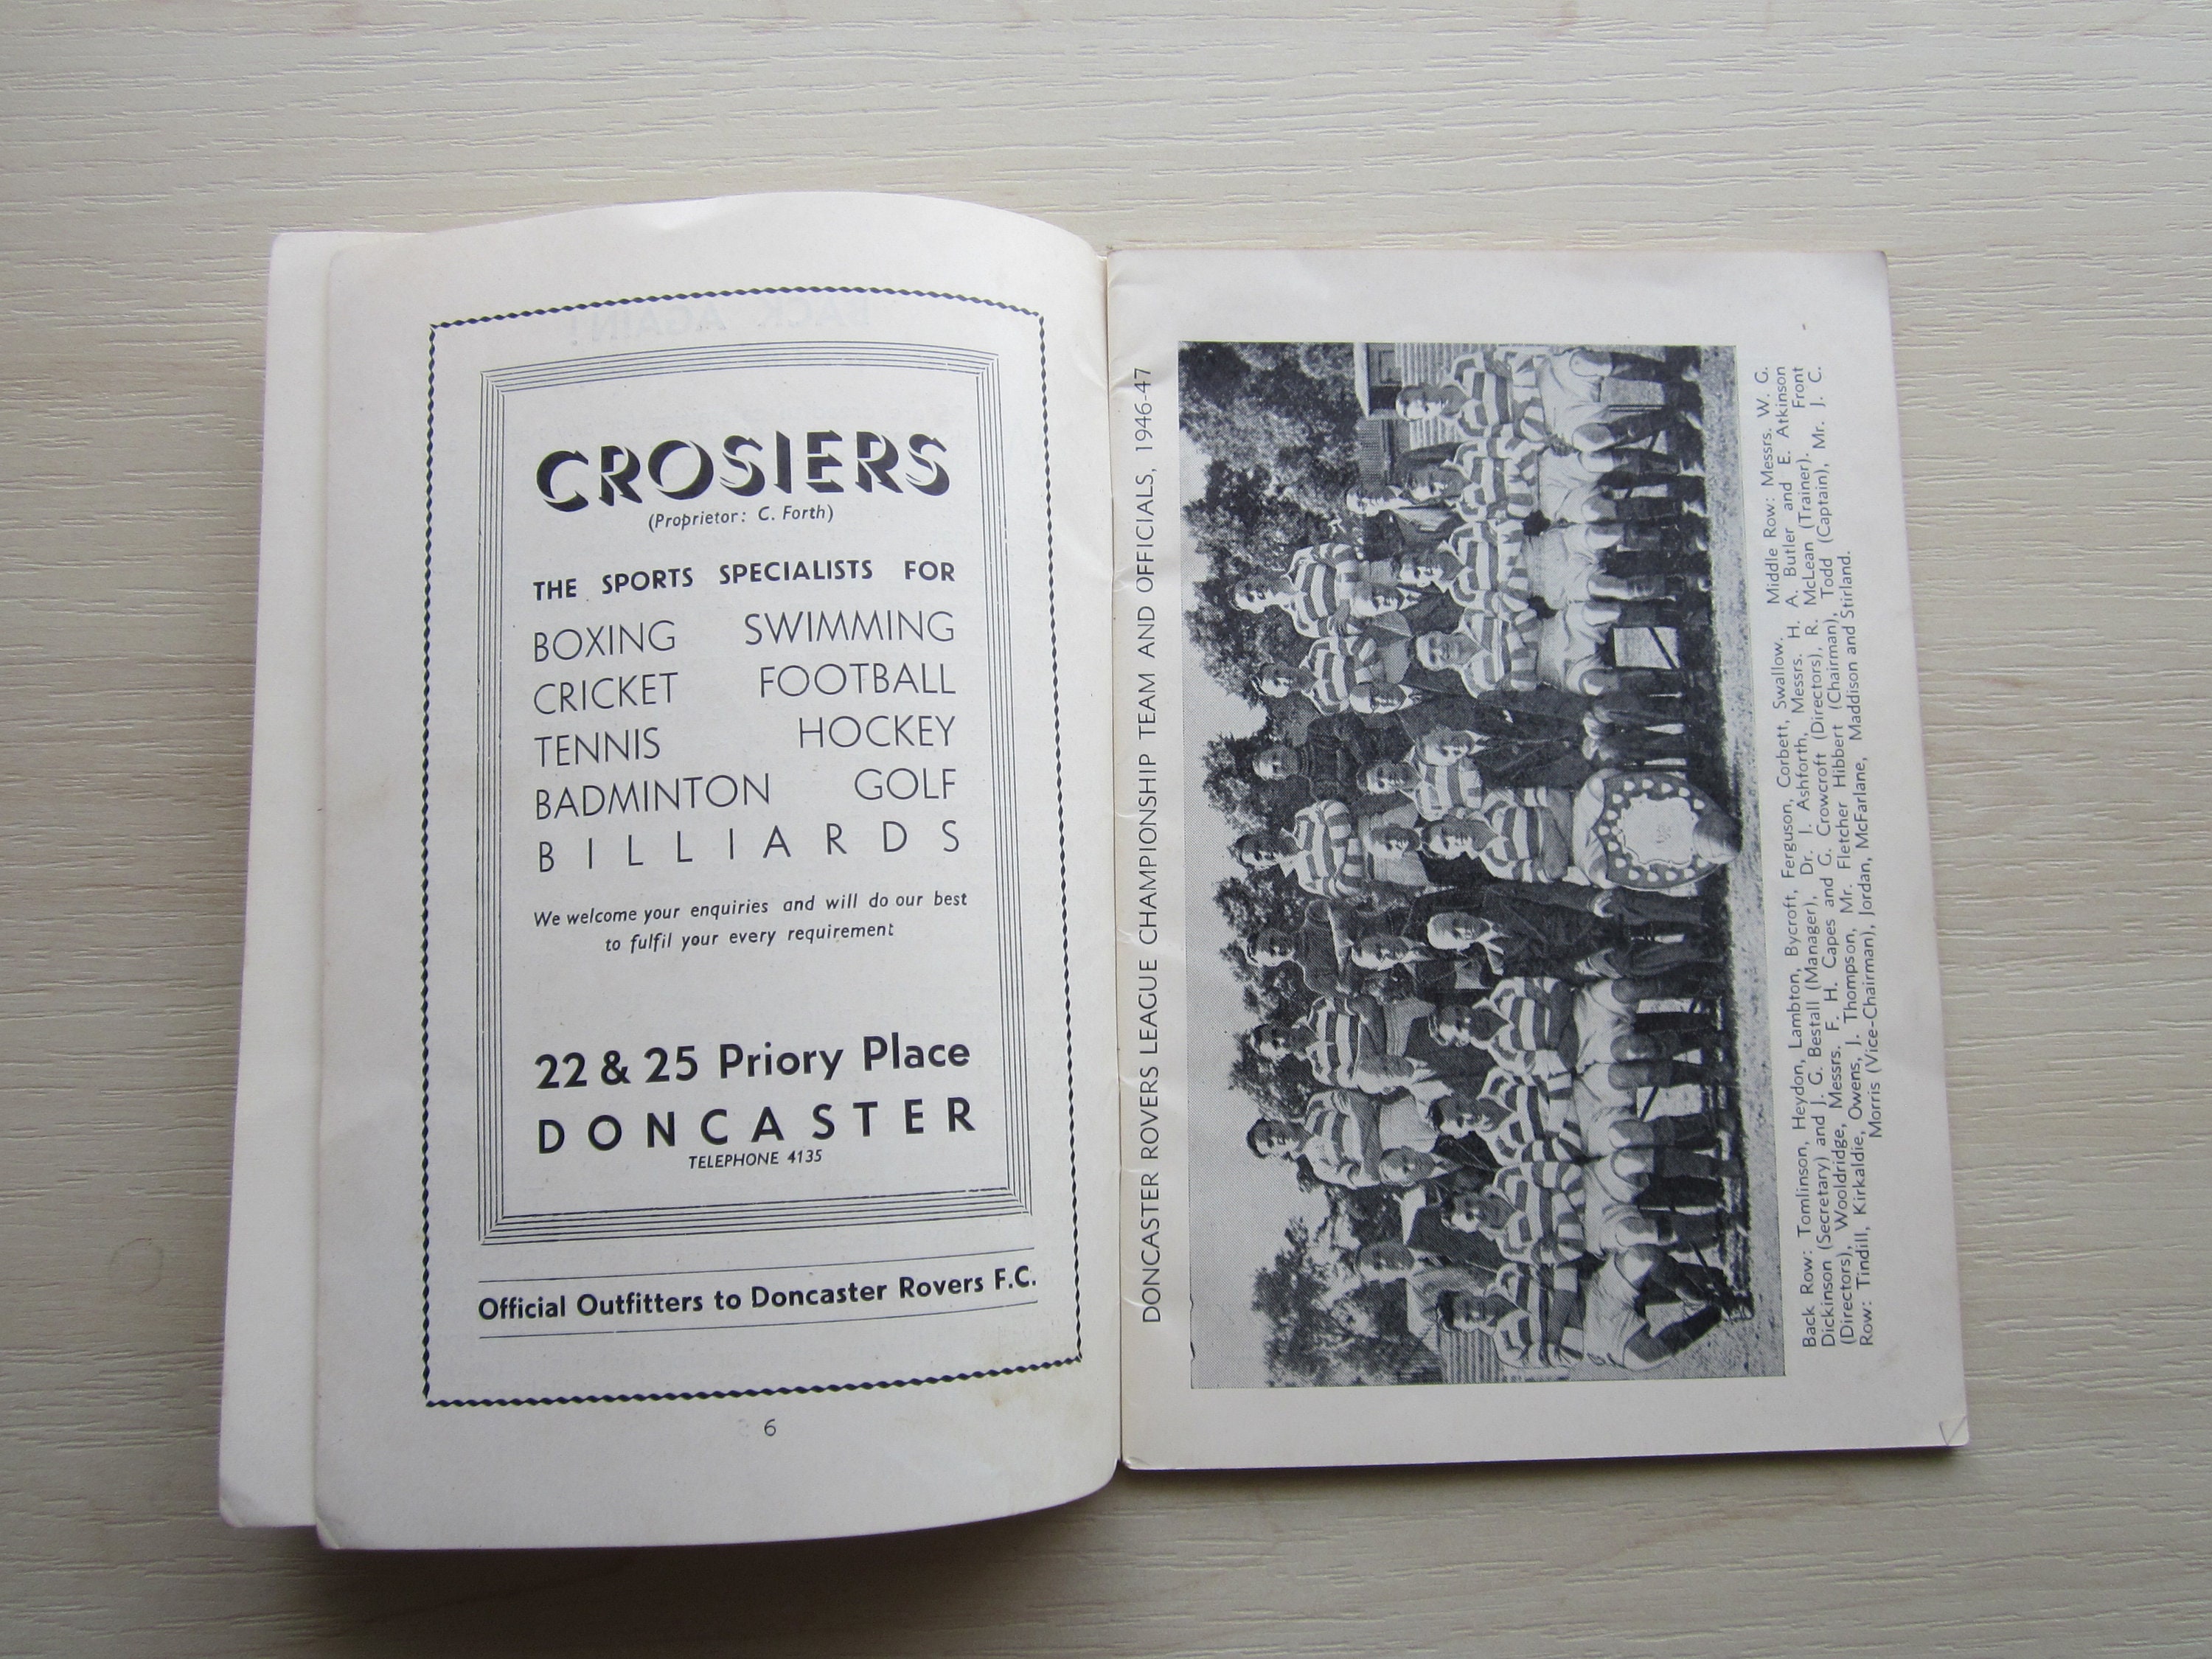 CROSIERS
(Proprietor: C. Forth)
THE SPORTS SPECIALISTS FOR
BOXING SWIMMING
CRICKET FOOTBALL
TENNIS HOCKEY
BADMINTON GOLF
BILLIARDS
We welcome your enquiries and will do our best
to fulfil your every requirement
22 & 25 Priory Place
DONCASTER
TELEPHONE 4135
Official Outfitters to Doncaster Rovers F.C.
6
DONCASTER ROVERS LEAGUE CHAMPIONSHIP TEAM AND OFFICIALS, 1946-47
Back Row: Tomlinson, Heydon, Lambton, Bycroft, Ferguson, Corbett, Swallow. Middle Row: Messrs. W. G.
Dickinson (Secretary) and J. G. Bestall (Manager), Dr. I. Ashforth, Messrs. H. A. Butler and E. Atkinson
(Directors), Wooldridge, Messrs. F. H. Capes and G. Crowcroft (Directors), R. McLean (Trainer). Front
Row: Tindill, Kirkaldie, Owens, J. Thompson, Mr. Fletcher Hibbert (Chairman), Todd (Captain), Mr. J. C.
Morris (Vice-Chairman), Jordan, McFarlane, Maddison and Stirland.